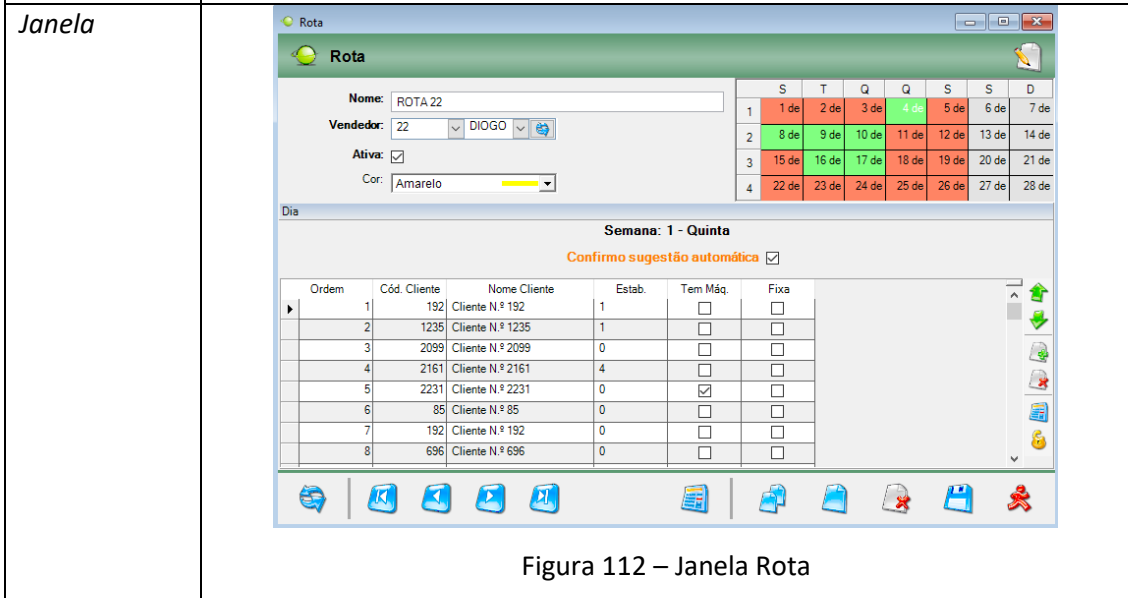 Janela
Rota
Rota
Nome: ROTA 22
Vendedor: 22 DIOGO
Ativa:
Cor: Amarelo
S T Q Q S S D
1 1 de 2 de 3 de 4 de 5 de 6 de 7 de
2 8 de 9 de 10 de 11 de 12 de 13 de 14 de
3 15 de 16 de 17 de 18 de 19 de 20 de 21 de
4 22 de 23 de 24 de 25 de 26 de 27 de 28 de
Dia
Semana: 1 - Quinta
Confirmo sugestão automática
Ordem Cód. Cliente Nome Cliente Estab. Tem Máq. Fixa
1 192 Cliente N.º 192 1
2 1235 Cliente N.º 1235 1
3 2099 Cliente N.º 2099 0
4 2161 Cliente N.º 2161 4
5 2231 Cliente N.º 2231 0
6 85 Cliente N.º 85 0
7 192 Cliente N.º 192 0
8 696 Cliente N.º 696 0
Figura 112 – Janela Rota